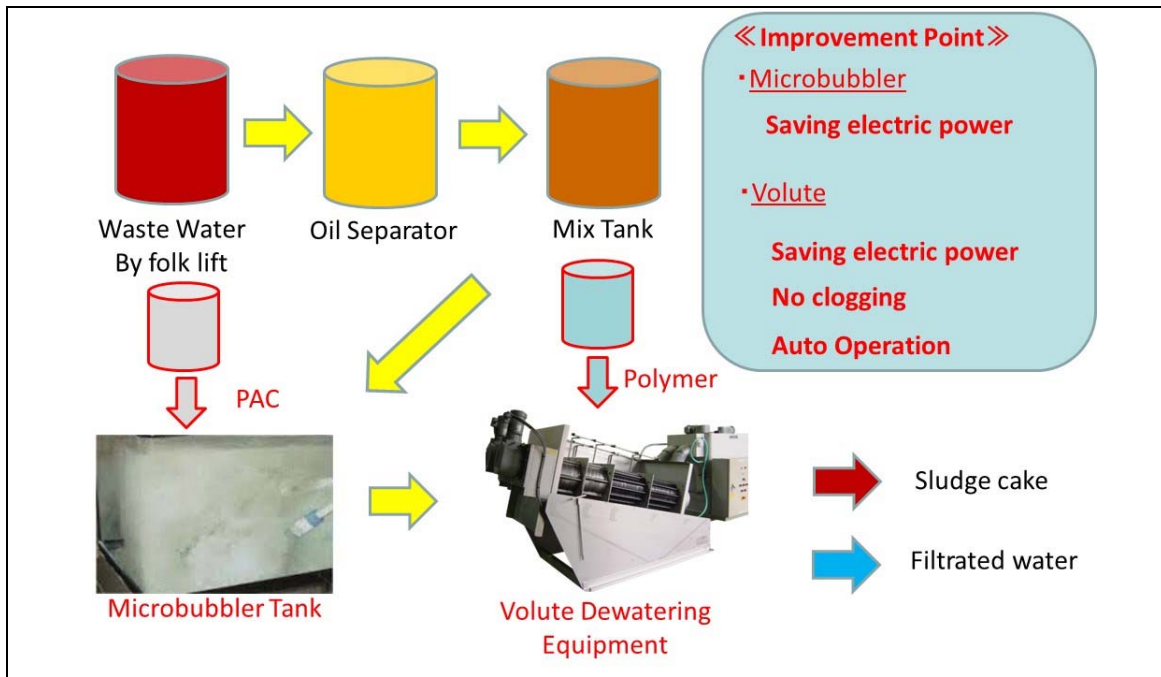 ≪Improvement Point≫
・Microbubbler
Saving electric power
・Volute
Saving electric power
No clogging
Auto Operation
Waste Water
By folk lift
Oil Separator
Mix Tank
PAC
Polymer
Microbubbler Tank
Volute Dewatering
Equipment
Sludge cake
Filtrated water